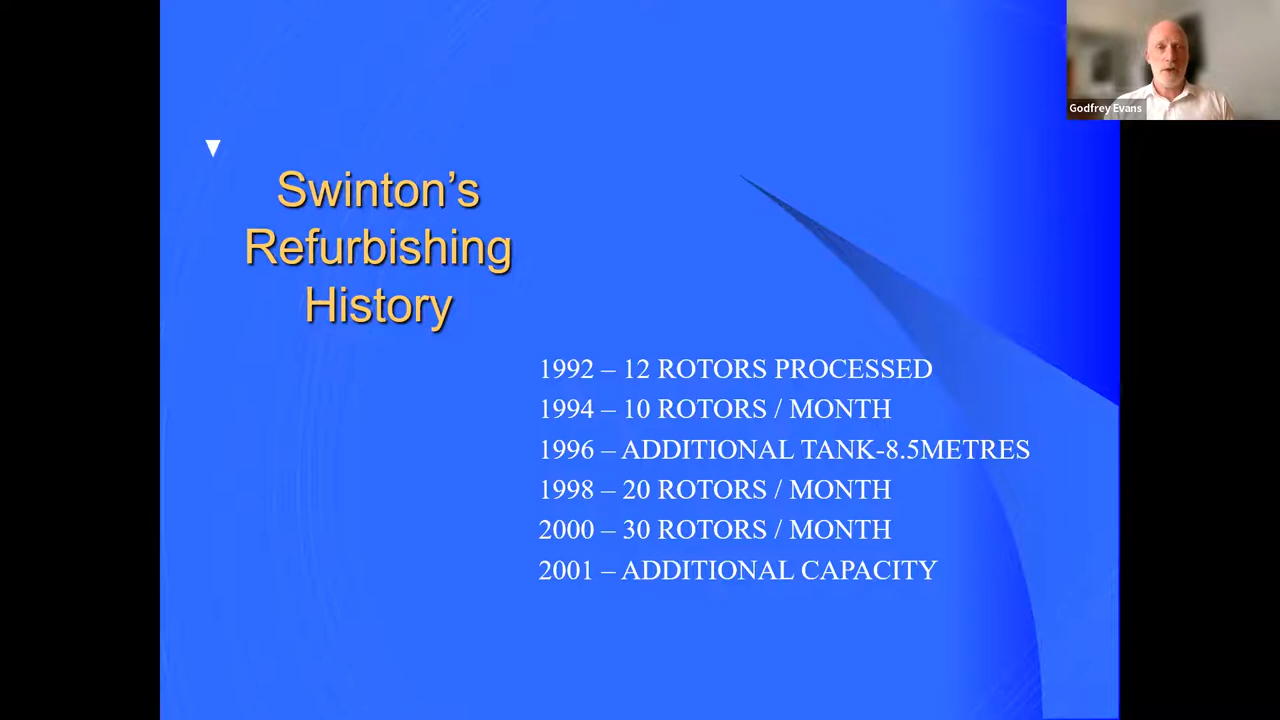 Godfrey Evans
Swinton’s
Refurbishing
History
1992 – 12 ROTORS PROCESSED
1994 – 10 ROTORS / MONTH
1996 – ADDITIONAL TANK-8.5METRES
1998 – 20 ROTORS / MONTH
2000 – 30 ROTORS / MONTH
2001 – ADDITIONAL CAPACITY